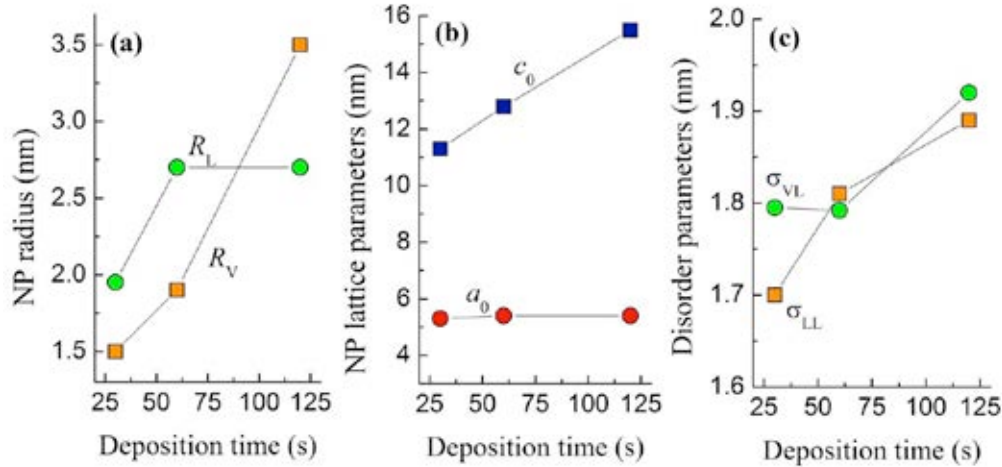 (a)
NP radius (nm)
3.5
3.0
2.5
2.0
1.5
R_L
R_V
25 50 75 100 125
Deposition time (s)
(b)
NP lattice parameters (nm)
16
14
12
10
8
6
4
c_0
a_0
25 50 75 100 125
Deposition time (s)
(c)
Disorder parameters (nm)
2.0
1.9
1.8
1.7
1.6
σ_VL
σ_LL
25 50 75 100 125
Deposition time (s)